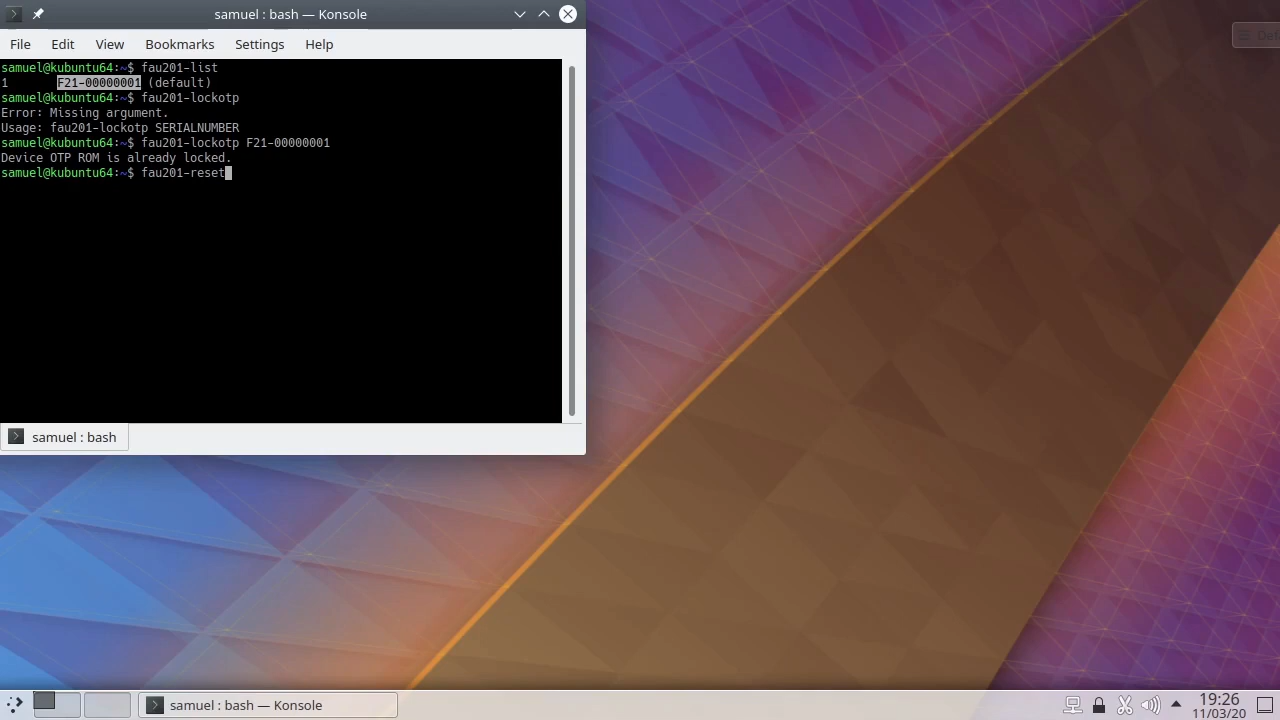 samuel : bash — Konsole
File Edit View Bookmarks Settings Help
samuel@kubuntu64:~$ fau201-list
1       F21-00000001 (default)
samuel@kubuntu64:~$ fau201-lockotp
Error: Missing argument.
Usage: fau201-lockotp SERIALNUMBER
samuel@kubuntu64:~$ fau201-lockotp F21-00000001
Device OTP ROM is already locked.
samuel@kubuntu64:~$ fau201-reset
samuel : bash
samuel : bash — Konsole
19:26
11/03/20